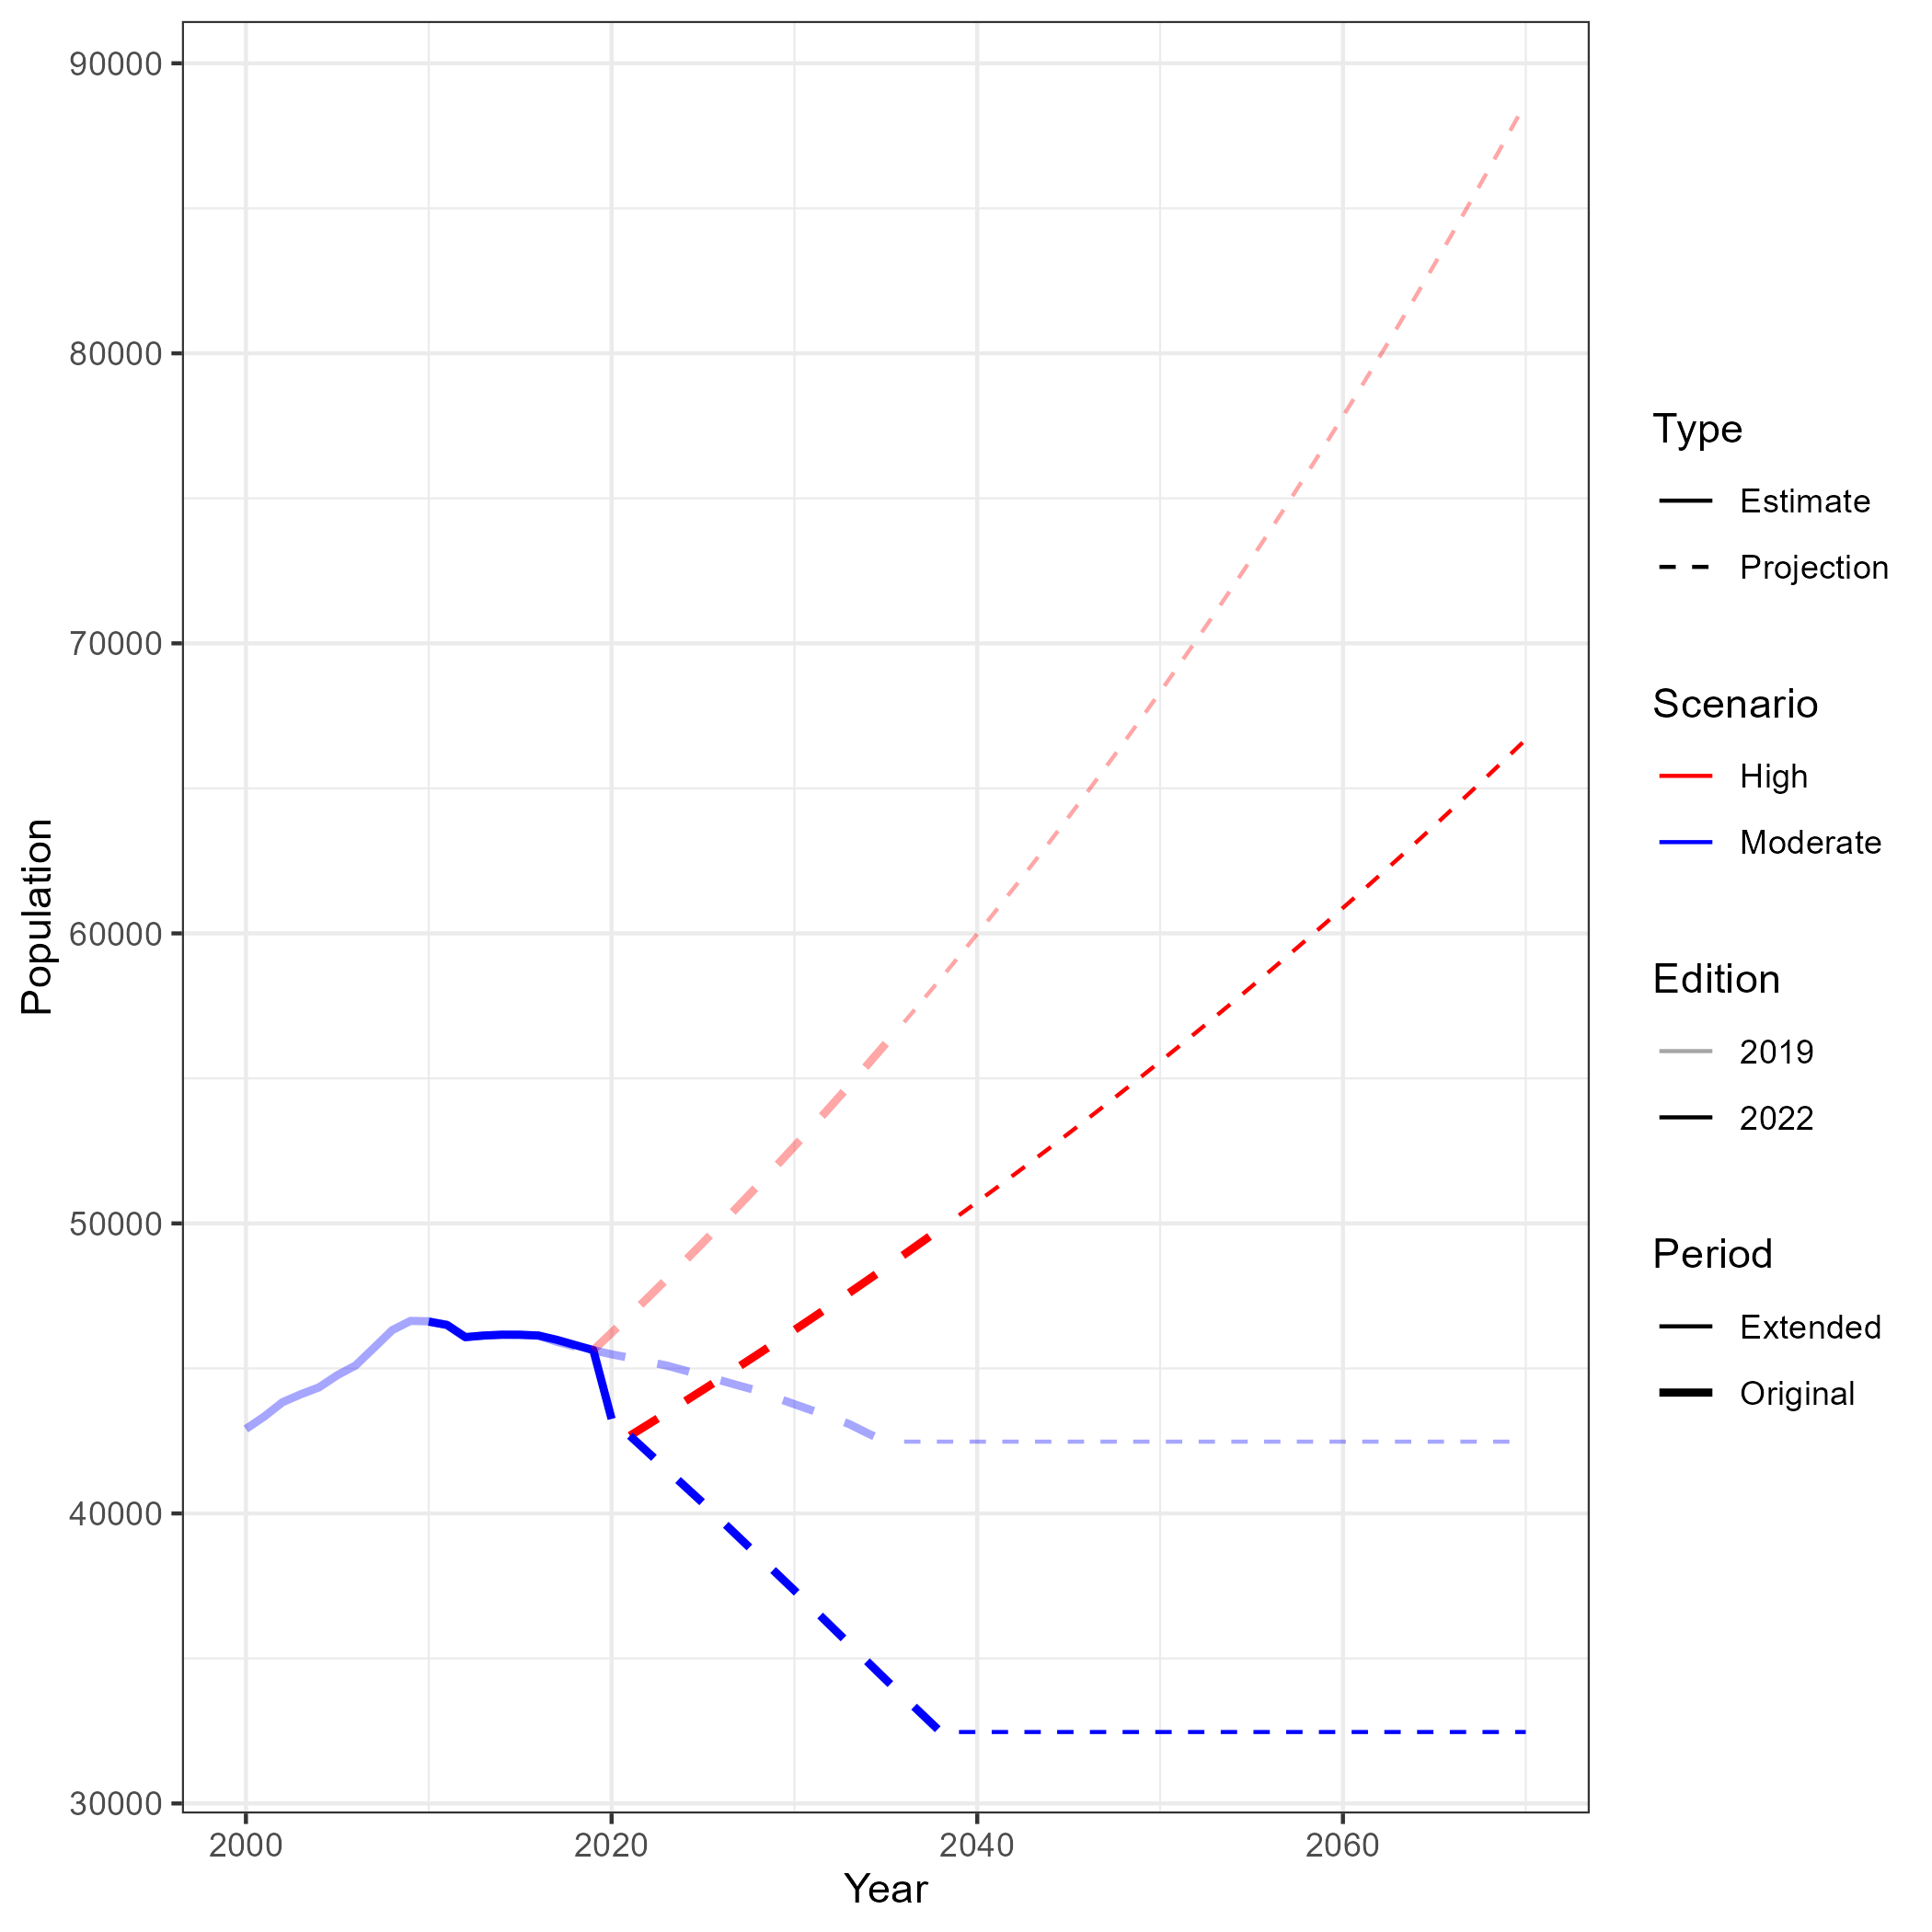 90000
80000
70000
60000
50000
40000
30000
Population
2000
2020
2040
2060
Year
Type
Estimate
Projection
Scenario
High
Moderate
Edition
2019
2022
Period
Extended
Original